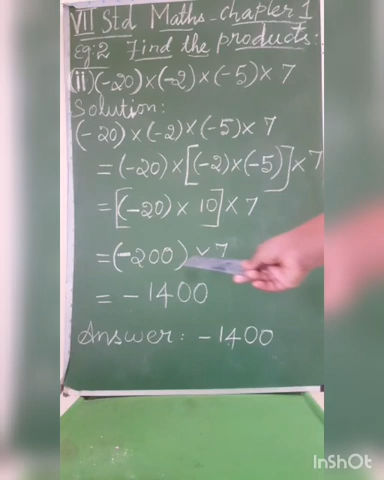 VII Std Maths - chapter 1
Eg:2 Find the products:
(ii) (-20)×(-2)×(-5)×7
Solution:
(-20)×(-2)×(-5)×7
=(-20)×[(-2)×(-5)]×7
=[(-20)×10]×7
=(-200)×7
= -1400
Answer: -1400
InShOt